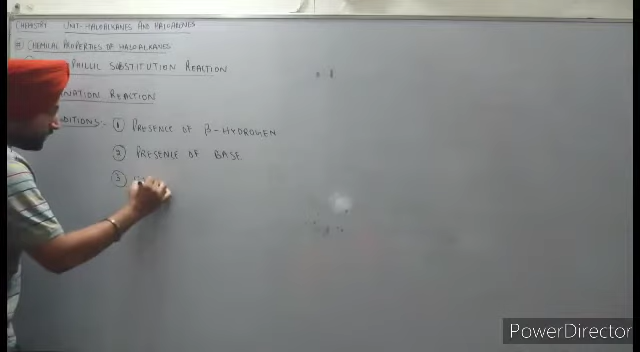 CHEMISTRY UNIT-HALOALKANES AND HALOARENES
# CHEMICAL PROPERTIES OF HALOALKANES
PHILIC SUBSTITUTION REACTION
NATION REACTION
DITIONS:- ① PRESENCE OF β-HYDROGEN
② PRESENCE OF BASE
③
PowerDirector